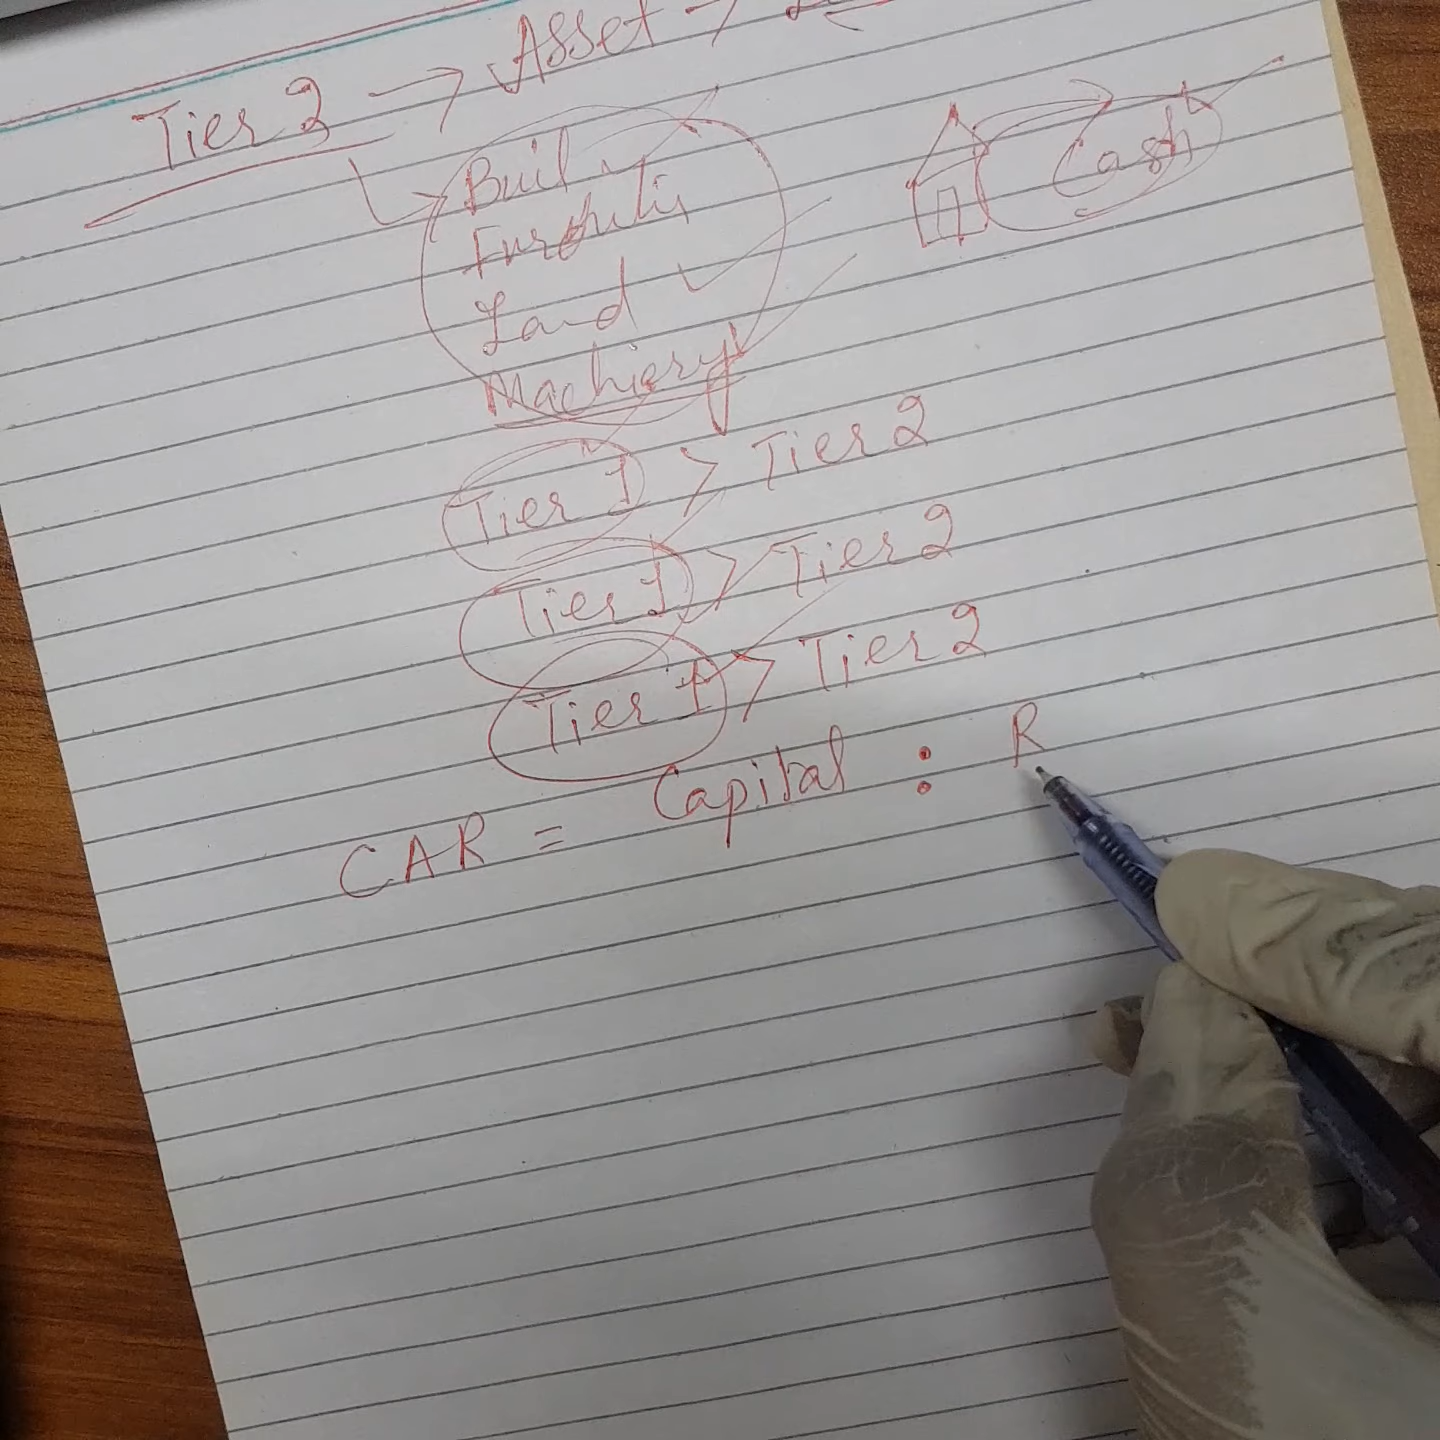 Tier 2 → Asset →
Buil
Furnutir
Land
Cash
Machiery
Tier 1 > Tier 2
Tier 1 > Tier 2
Tier 1 > Tier 2
CAR = Capital : R